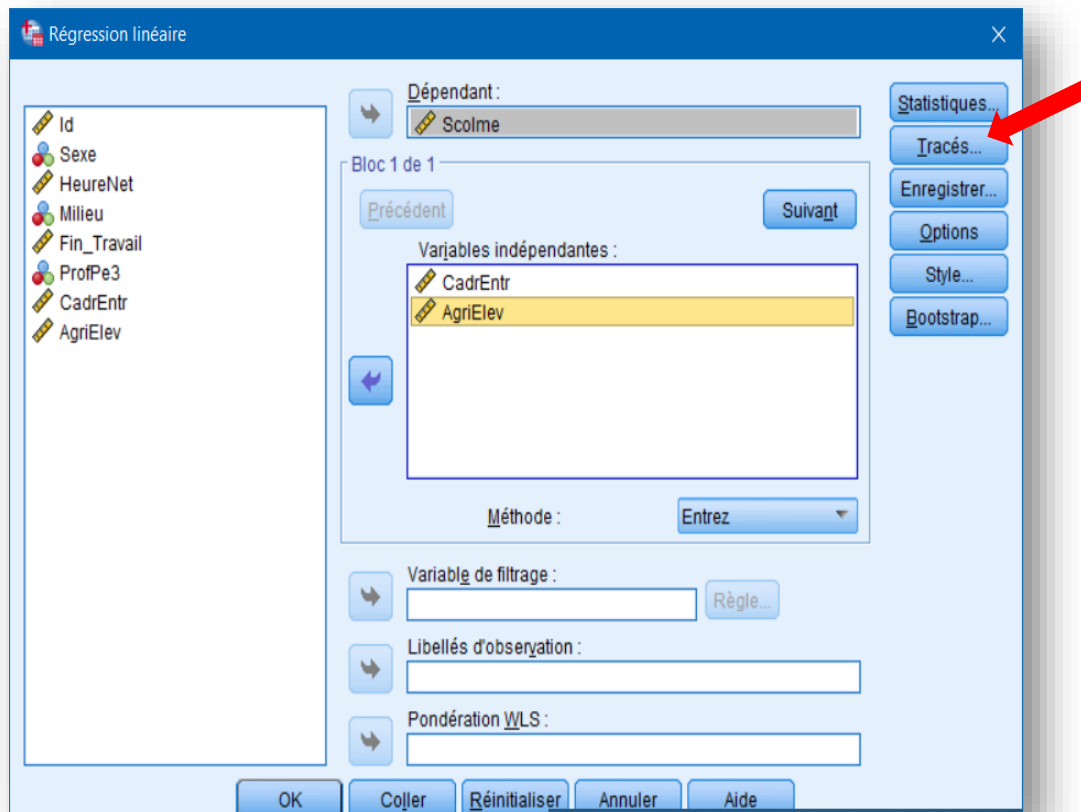 Régression linéaire
Id
Sexe
HeureNet
Milieu
Fin_Travail
ProfPe3
CadrEntr
AgriElev
Dépendant :
Scolme
Bloc 1 de 1
Précédent
Suivant
Variables indépendantes :
CadrEntr
AgriElev
Méthode :
Entrez
Variable de filtrage :
Règle...
Libellés d'observation :
Pondération WLS :
Statistiques...
Tracés...
Enregistrer...
Options
Style...
Bootstrap...
OK
Coller
Réinitialiser
Annuler
Aide